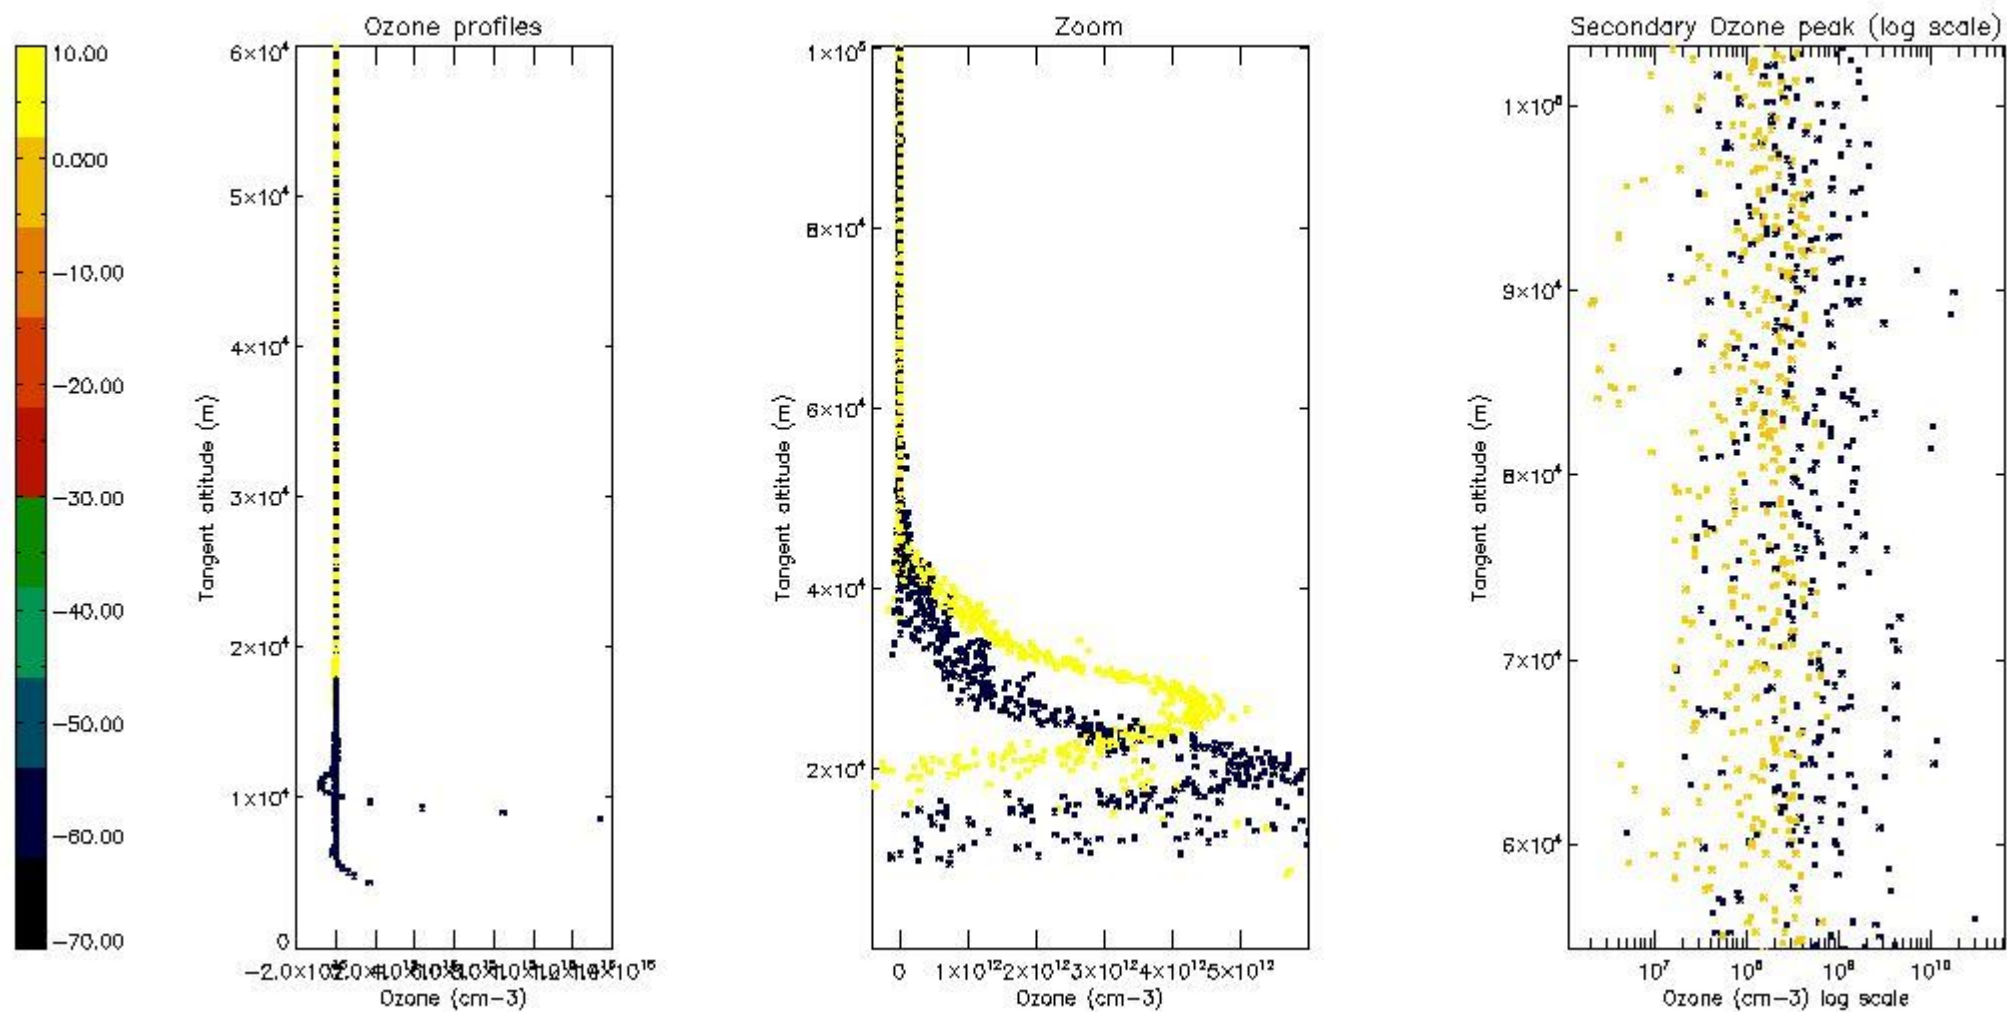 Ozone profiles
Zoom
Secondary Ozone peak (log scale)
10.00
0.000
−10.00
−20.00
−30.00
−40.00
−50.00
−60.00
−70.00
6×10⁴
5×10⁴
4×10⁴
3×10⁴
2×10⁴
1×10⁴
0
Tangent altitude (m)
Ozone (cm−3)
1×10⁵
8×10⁴
6×10⁴
4×10⁴
2×10⁴
Tangent altitude (m)
0 1×10¹² 2×10¹² 3×10¹² 4×10¹² 5×10¹²
Ozone (cm−3)
9×10⁴
8×10⁴
7×10⁴
6×10⁴
Tangent altitude (m)
10⁷ 10⁸ 10⁹ 10¹⁰
Ozone (cm−3) log scale